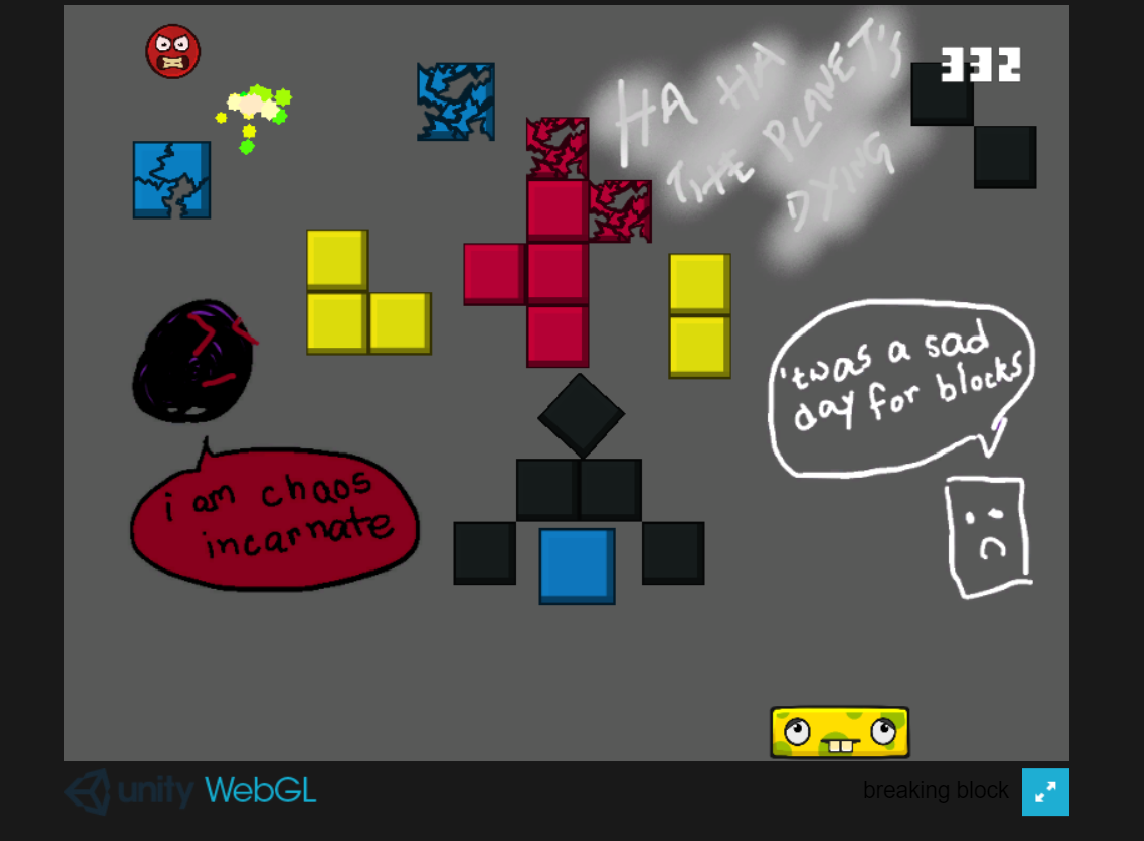 HA HA
THE PLANET'S
DYING
332
'twas a sad
day for blocks
i am chaos
incarnate
unity WebGL
breaking block